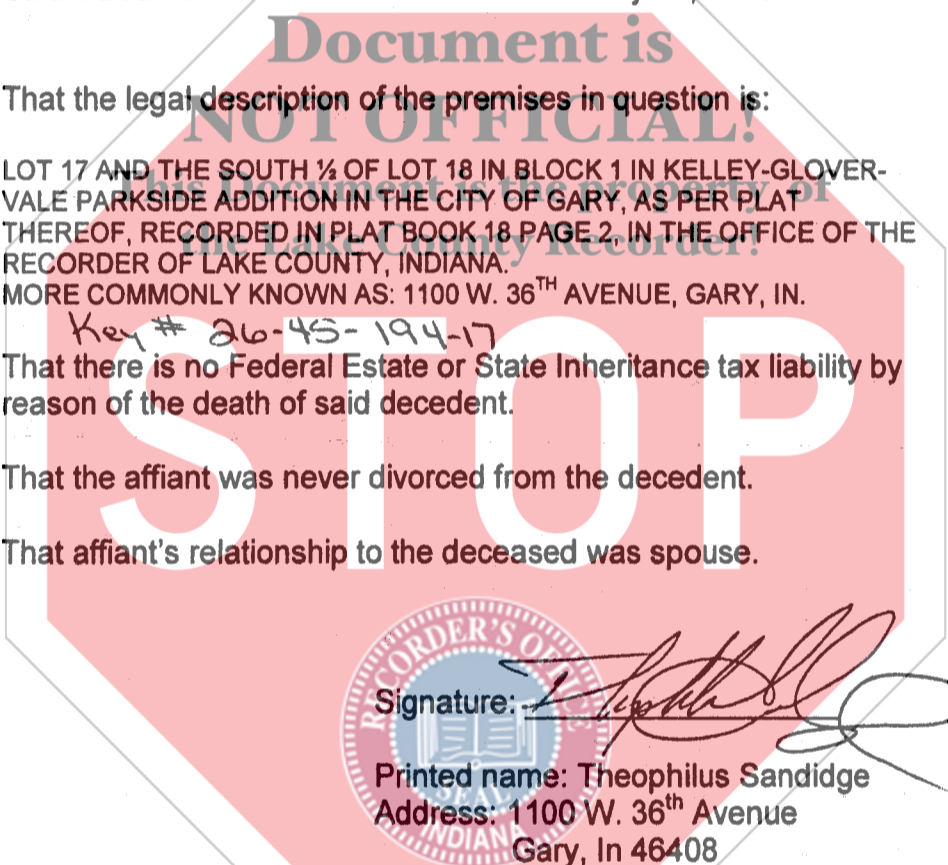 Document is
That the legal description of the premises in question is:
NOT OFFICIAL!
LOT 17 AND THE SOUTH ½ OF LOT 18 IN BLOCK 1 IN KELLEY-GLOVER-
This Document is the property of
VALE PARKSIDE ADDITION IN THE CITY OF GARY, AS PER PLAT
THEREOF, RECORDED IN PLAT BOOK 18 PAGE 2, IN THE OFFICE OF THE
the Lake County Recorder!
RECORDER OF LAKE COUNTY, INDIANA.
MORE COMMONLY KNOWN AS: 1100 W. 36TH AVENUE, GARY, IN.
Key # 26-45-194-17
That there is no Federal Estate or State Inheritance tax liability by
reason of the death of said decedent.
STOP
That the affiant was never divorced from the decedent.
That affiant's relationship to the deceased was spouse.
RECORDER'S OFFICE
Signature:
Printed name: Theophilus Sandidge
SEAL
Address: 1100 W. 36th Avenue
INDIANA
Gary, In 46408